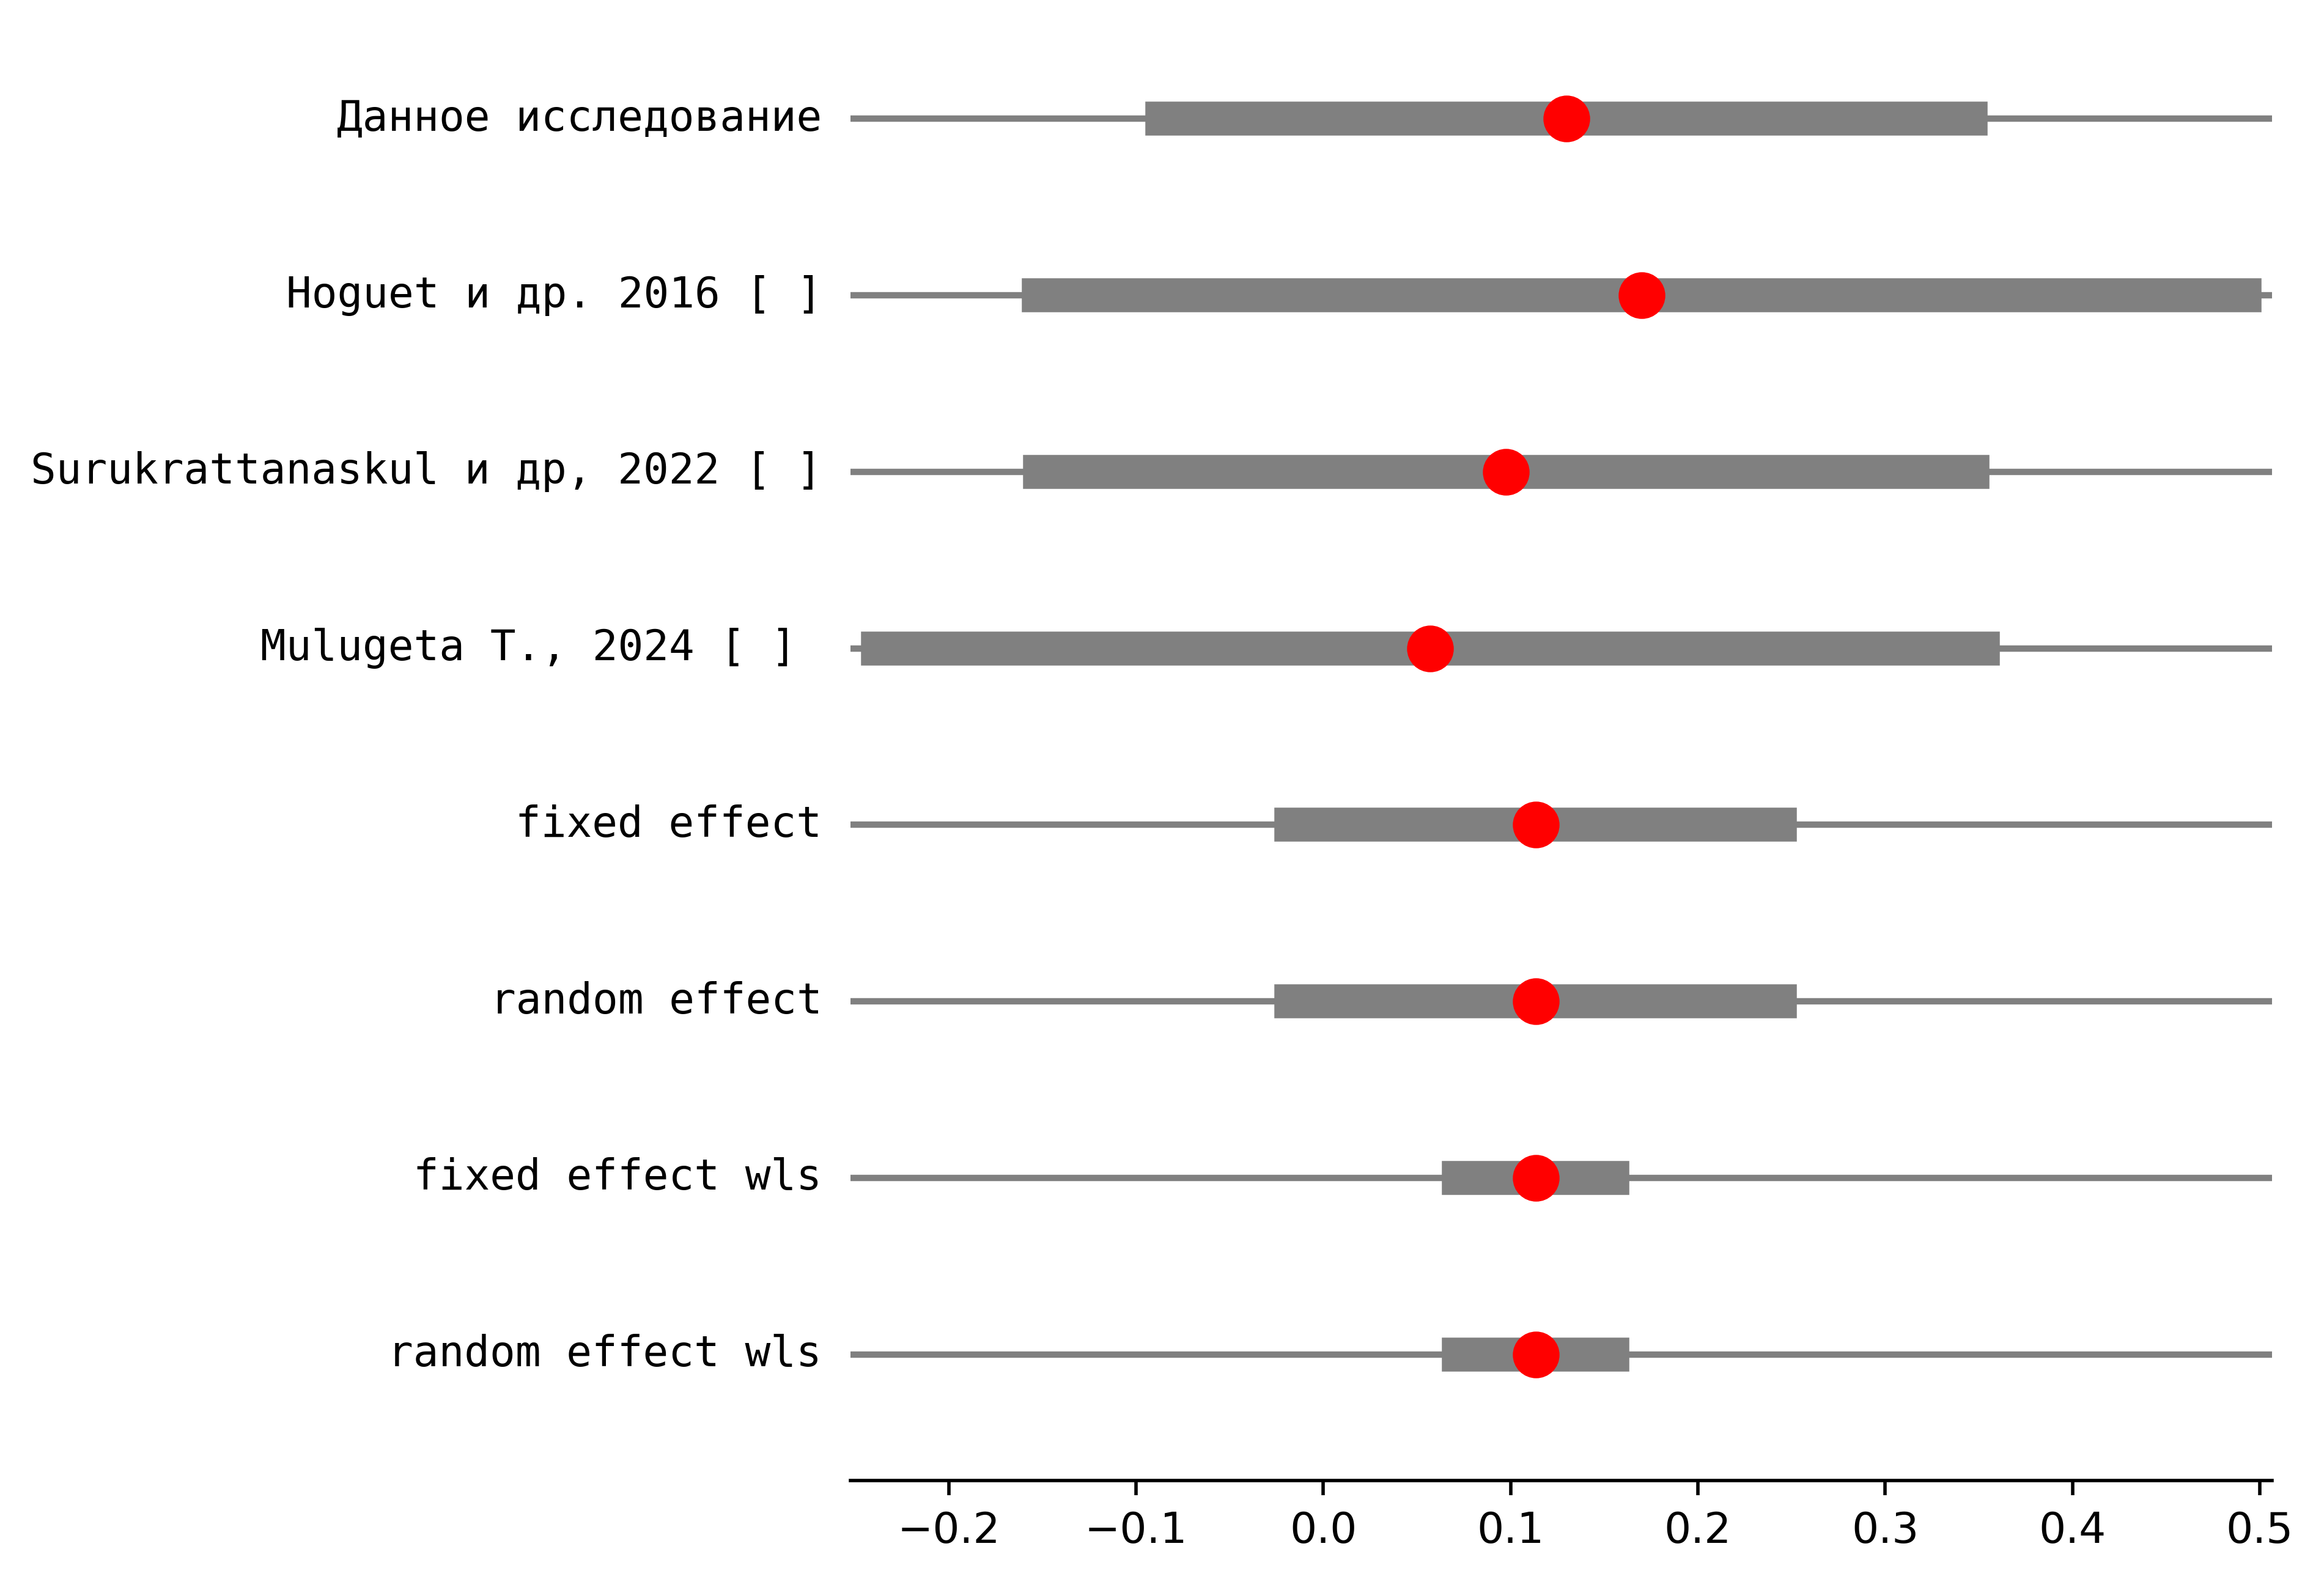 Данное исследование
Hoguet и др. 2016 [ ]
Surukrattanaskul и др, 2022 [ ]
Mulugeta T., 2024 [ ]
fixed effect
random effect
fixed effect wls
random effect wls
−0.2 −0.1 0.0 0.1 0.2 0.3 0.4 0.5